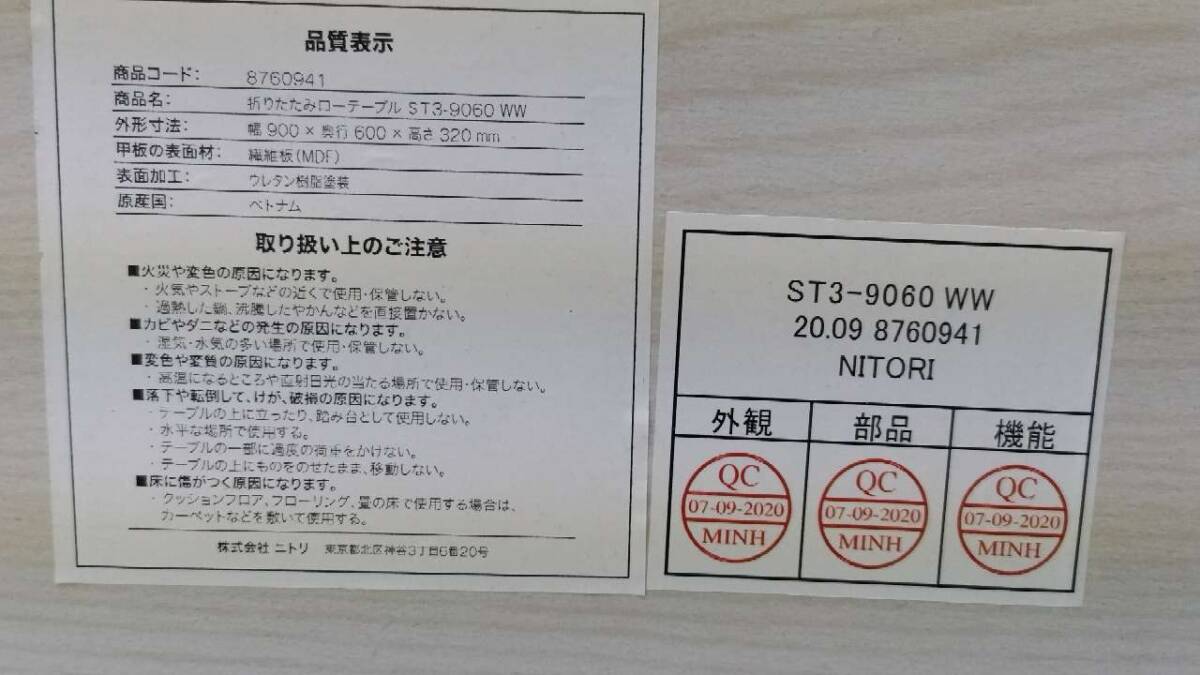 品質表示
商品コード: 8760941
商品名: 折りたたみローテーブル ST3-9060 WW
外形寸法: 幅 900 × 奥行 600 × 高さ 320 mm
甲板の表面材: 繊維板(MDF)
表面加工: ウレタン樹脂塗装
原産国: ベトナム
取り扱い上のご注意
■火災や変色の原因になります。
・火気やストーブなどの近くで使用・保管しない。
・過熱した鍋、沸騰したやかんなどを直接置かない。
■カビやダニなどの発生の原因になります。
・湿気・水気の多い場所で使用・保管しない。
■変色や変質の原因になります。
・高温になるところや直射日光の当たる場所で使用・保管しない。
■落下や転倒して、けが、破損の原因になります。
・テーブルの上に立ったり、踏み台として使用しない。
・水平な場所で使用する。
・テーブルの一部に過度の荷重をかけない。
・テーブルの上にものをのせたまま、移動しない。
■床に傷がつく原因になります。
・クッションフロア、フローリング、畳の床で使用する場合は、
カーペットなどを敷いて使用する。
株式会社 ニトリ 東京都北区神谷3丁目6番20号
ST3-9060 WW
20.09 8760941
NITORI
外観 部品 機能
QC QC QC
07-09-2020 07-09-2020 07-09-2020
MINH MINH MINH